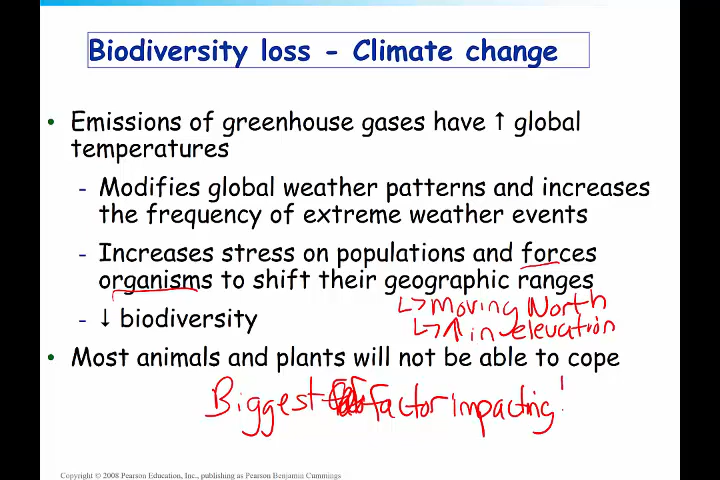 Biodiversity loss - Climate change
• Emissions of greenhouse gases have ↑ global
temperatures
- Modifies global weather patterns and increases
the frequency of extreme weather events
- Increases stress on populations and forces
organisms to shift their geographic ranges
↳ moving North
- ↓ biodiversity
↳ ↑ in elevation
• Most animals and plants will not be able to cope
Biggest factor impacting!
Copyright © 2008 Pearson Education, Inc., publishing as Pearson Benjamin Cummings